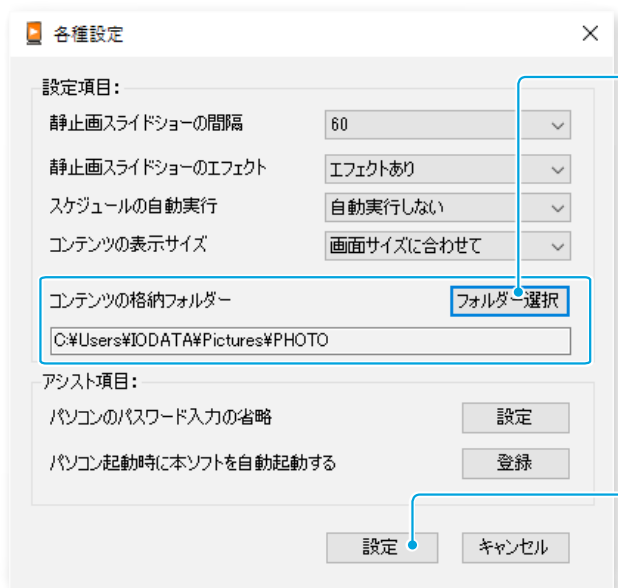 各種設定
設定項目:
静止画スライドショーの間隔 60
静止画スライドショーのエフェクト エフェクトあり
スケジュールの自動実行 自動実行しない
コンテンツの表示サイズ 画面サイズに合わせて
コンテンツの格納フォルダー フォルダー選択
C:¥Users¥IODATA¥Pictures¥PHOTO
アシスト項目:
パソコンのパスワード入力の省略 設定
パソコン起動時に本ソフトを自動起動する 登録
設定 キャンセル